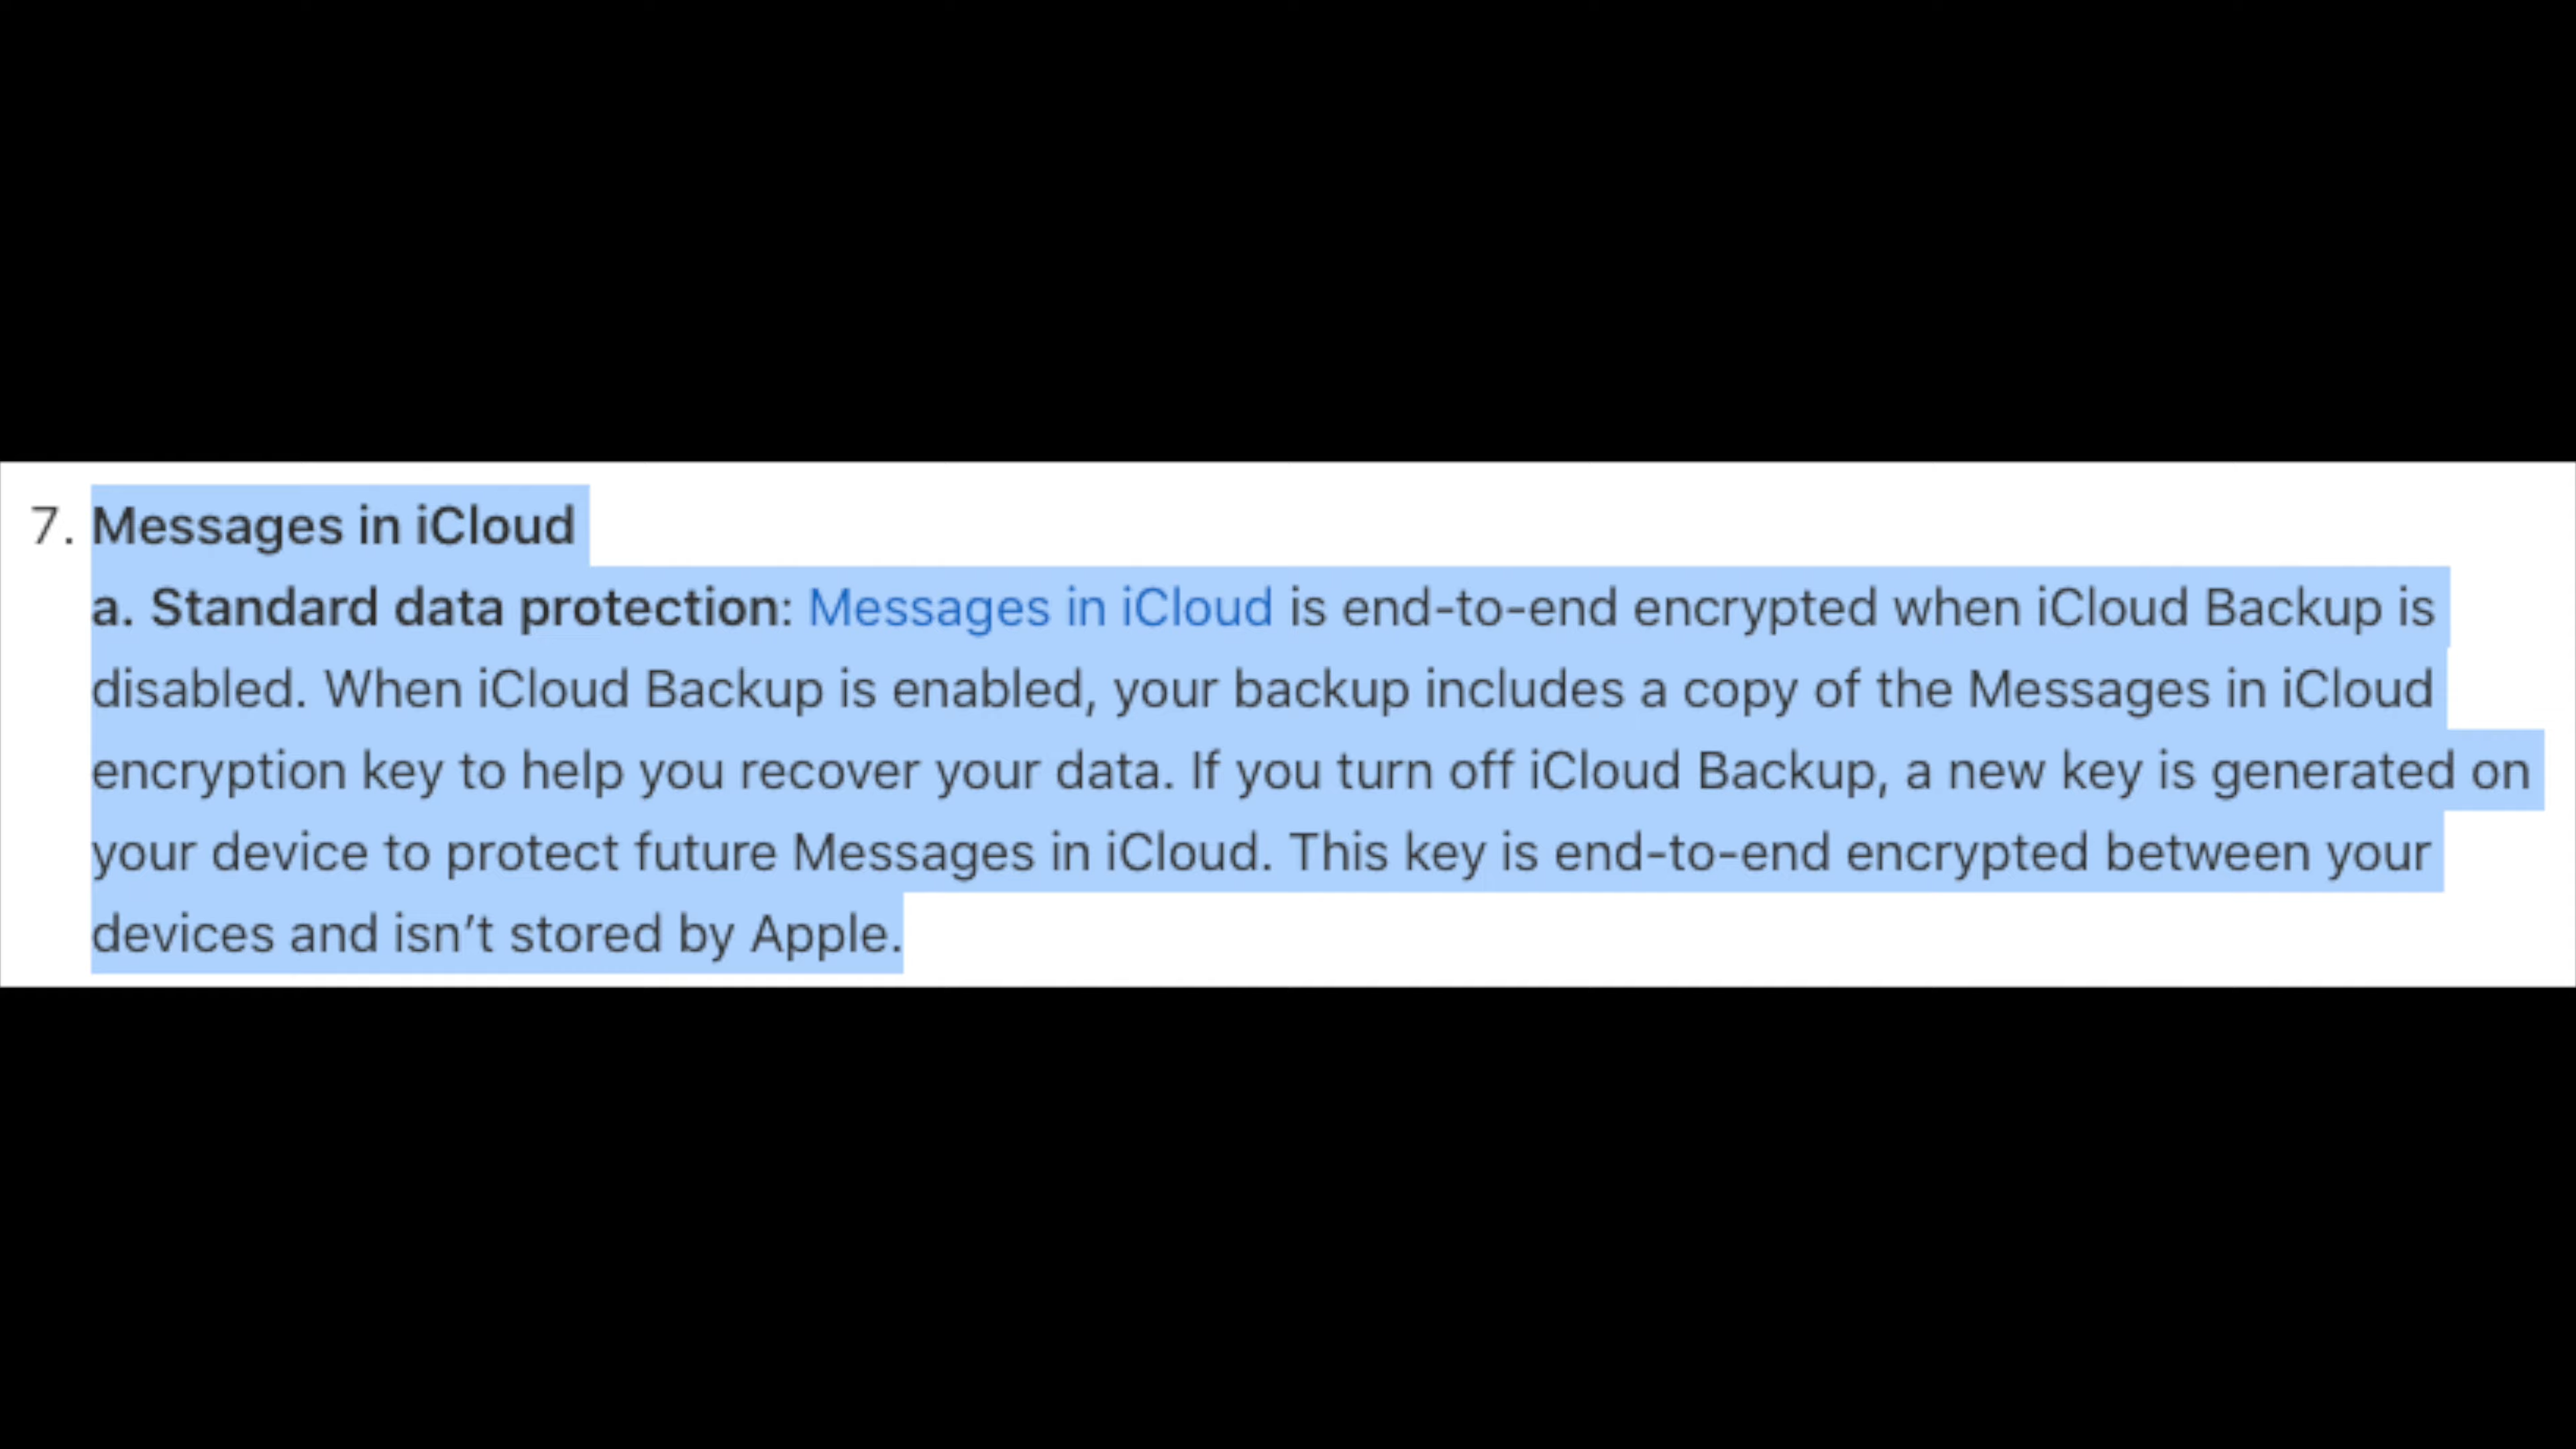 7. Messages in iCloud
a. Standard data protection: Messages in iCloud is end-to-end encrypted when iCloud Backup is
disabled. When iCloud Backup is enabled, your backup includes a copy of the Messages in iCloud
encryption key to help you recover your data. If you turn off iCloud Backup, a new key is generated on
your device to protect future Messages in iCloud. This key is end-to-end encrypted between your
devices and isn’t stored by Apple.